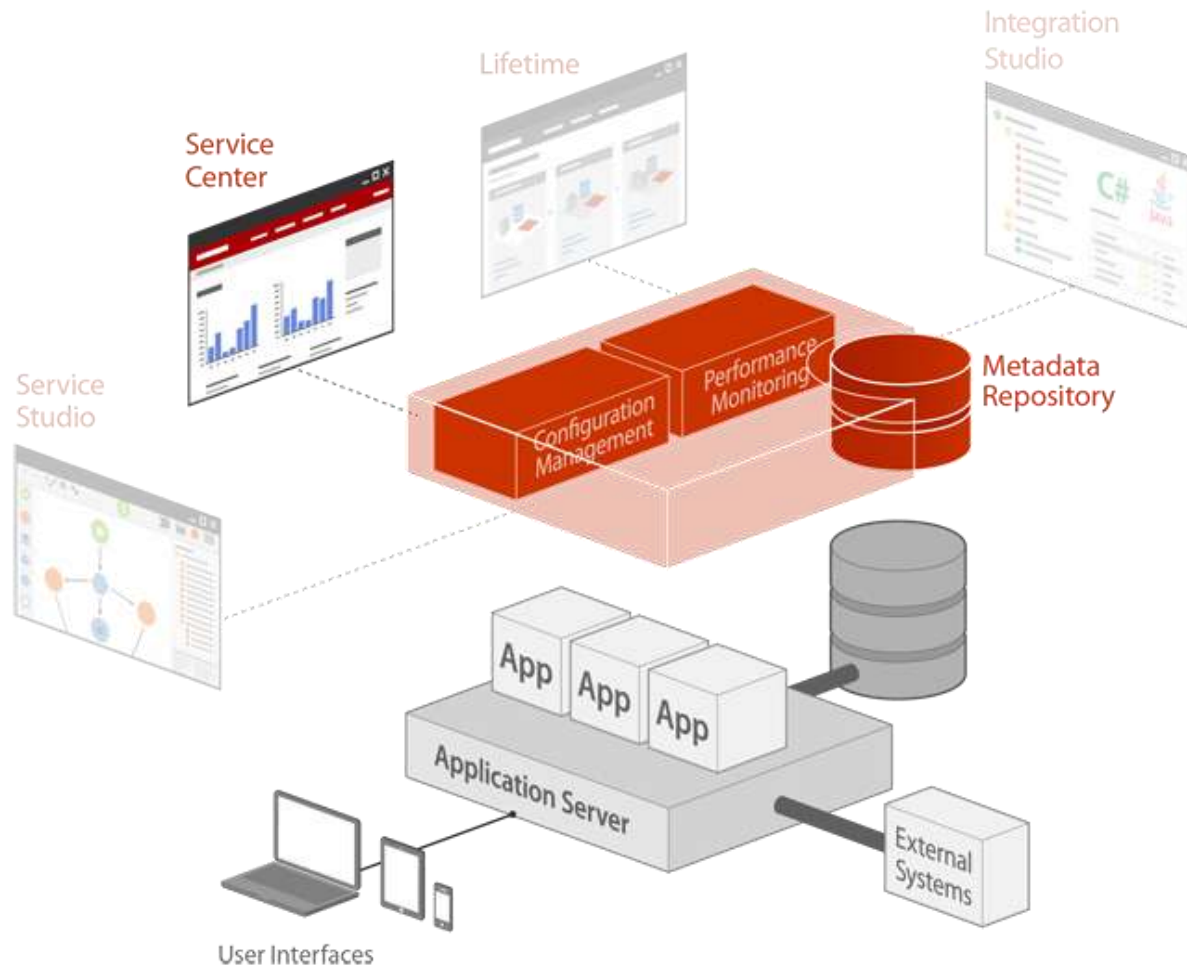 Integration
Studio
Lifetime
Service
Center
C#
Java
Performance
Monitoring
Metadata
Repository
Configuration
Management
Service
Studio
App
App
App
Application Server
External
Systems
User Interfaces